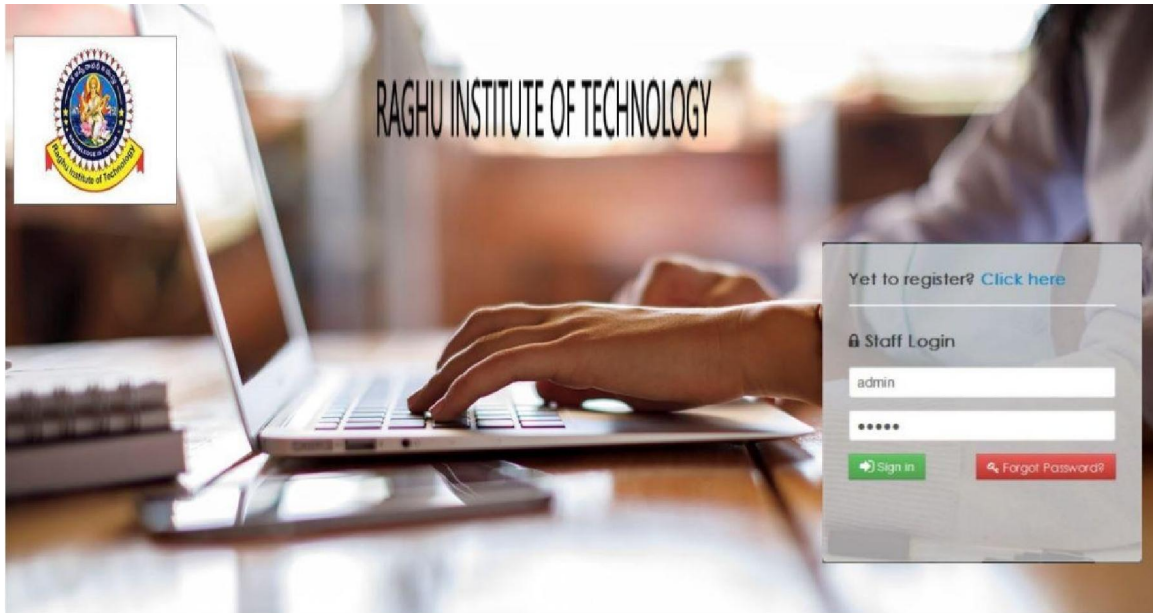 RAGHU INSTITUTE OF TECHNOLOGY
Raghu Institute of Technology
Yet to register? Click here
Staff Login
admin
•••••
Sign in
Forgot Password?